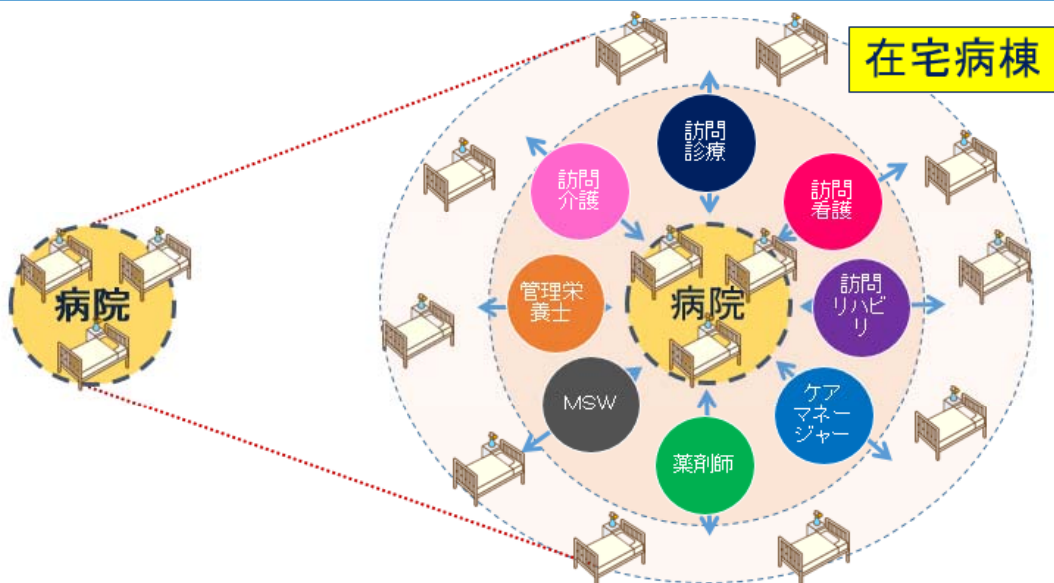 在宅病棟
訪問
診療
訪問
介護
訪問
看護
病院
管理栄
養士
病院
訪問
リハビ
リ
MSW
ケア
マネー
ジャー
薬剤師